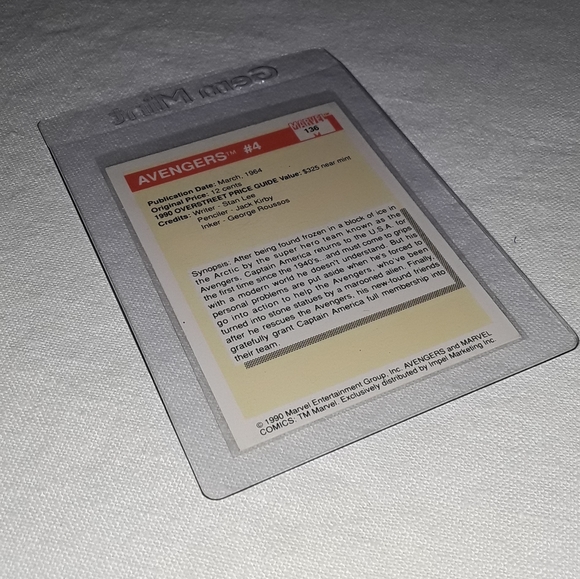 Gem Mint
MARVEL
136
AVENGERS™ #4
Publication Date: March, 1964
Original Price: 12 cents
1990 OVERSTREET PRICE GUIDE Value: $325 near mint
Credits: Writer - Stan Lee
Penciler - Jack Kirby
Inker - George Roussos
Synopsis: After being found frozen in a block of ice in
the Arctic by the super hero team known as the
Avengers, Captain America returns to the U.S.A. for
the first time since the 1940's...and must come to grips
with a modern world he doesn't understand. But his
personal problems are put aside when he's forced to
go into action to help the Avengers, who've been
turned into stone statues by a marooned alien. Finally,
after he rescues the Avengers, his new-found friends
gratefully grant Captain America full membership into
their team.
© 1990 Marvel Entertainment Group, Inc. AVENGERS and MARVEL
COMICS: TM Marvel. Exclusively distributed by Impel Marketing Inc.